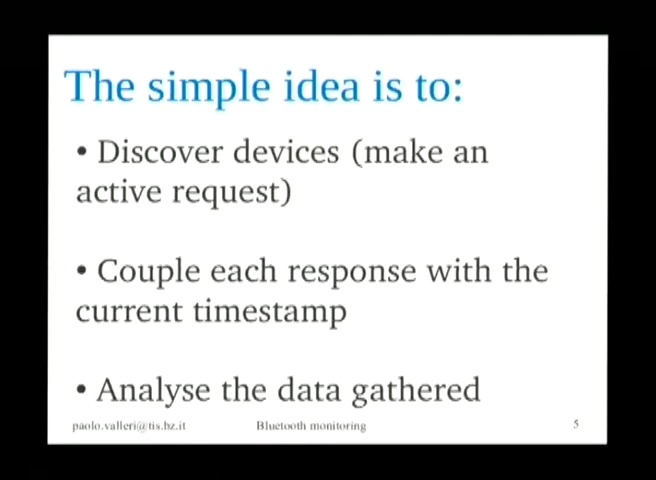 The simple idea is to:
• Discover devices (make an
active request)
• Couple each response with the
current timestamp
• Analyse the data gathered
paolo.valleri@tis.bz.it Bluetooth monitoring 5